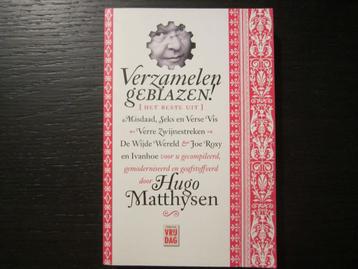 Verzamelen
geblazen!
[ HET BESTE UIT ]
Misdaad, Seks en Verse Vis
Verre Zwijnestreken
De Wijde Wereld & Joe Roxy
en Ivanhoe voor u gecompileerd,
gemoderniseerd en geafstoffeerd
door Hugo
Matthysen
VRIJ
DAG